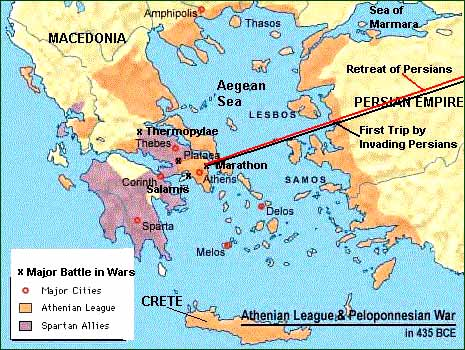 Amphipolis
Sea of
Marmara
Thasos
MACEDONIA
Retreat of Persians
Aegean
Sea
PERSIAN EMPIRE
LESBOS
x Thermopylae
First Trip by
Invading Persians
Thebes
Plataea
x
x Marathon
Corinth
Athens
x
Salamis
SAMOS
Sparta
Delos
Melos
x Major Battle in Wars
Major Cities
Athenian League
Spartan Allies
CRETE
Athenian League & Peloponnesian War
in 435 BCE